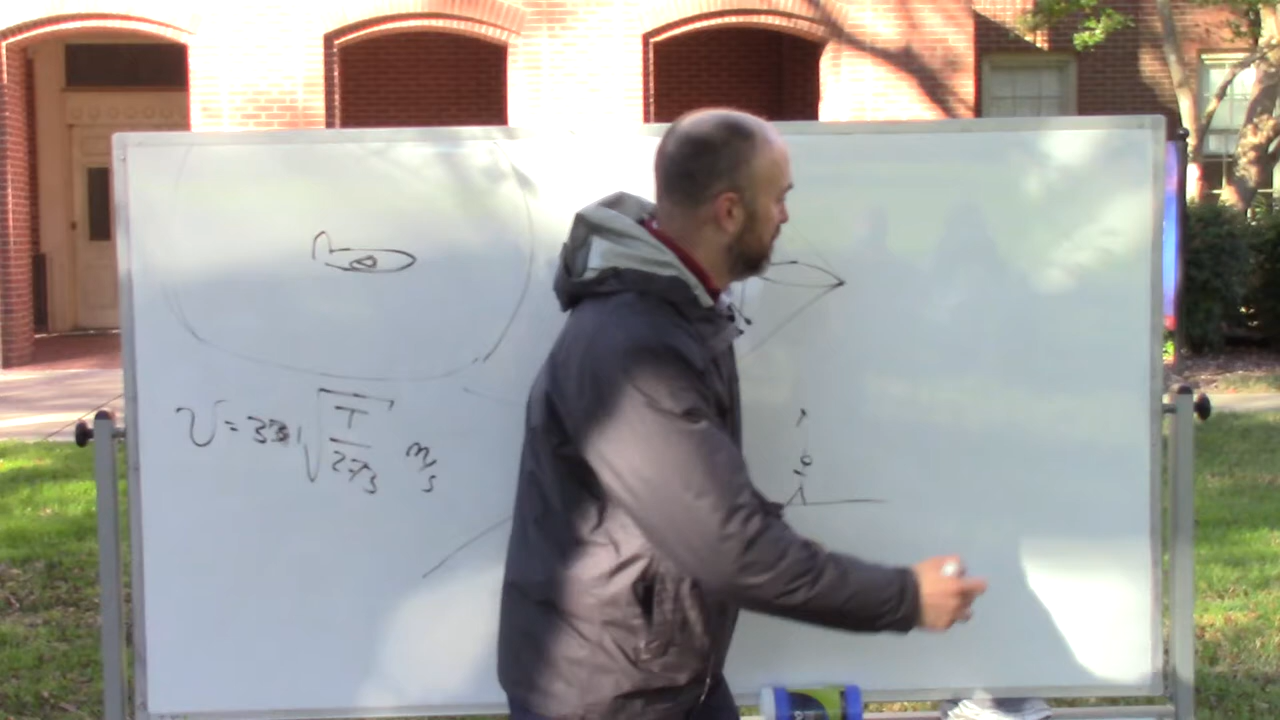 v = 331 √(T/273) m/s